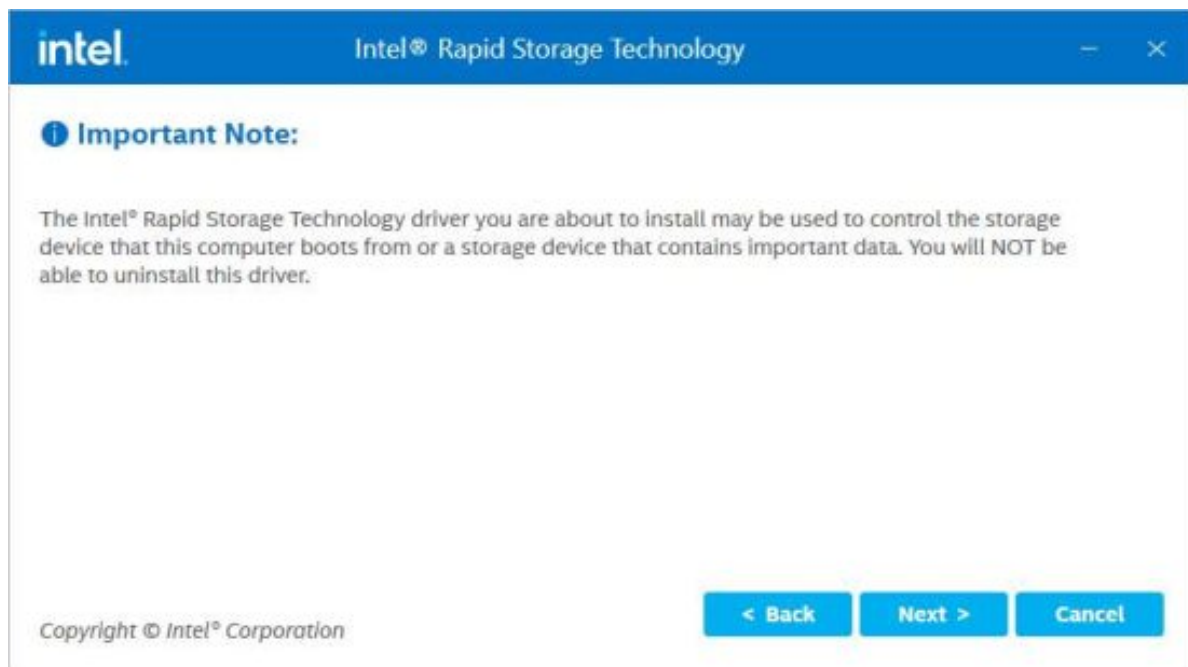 intel.
Intel® Rapid Storage Technology
Important Note:
The Intel® Rapid Storage Technology driver you are about to install may be used to control the storage
device that this computer boots from or a storage device that contains important data. You will NOT be
able to uninstall this driver.
< Back
Next >
Cancel
Copyright © Intel® Corporation